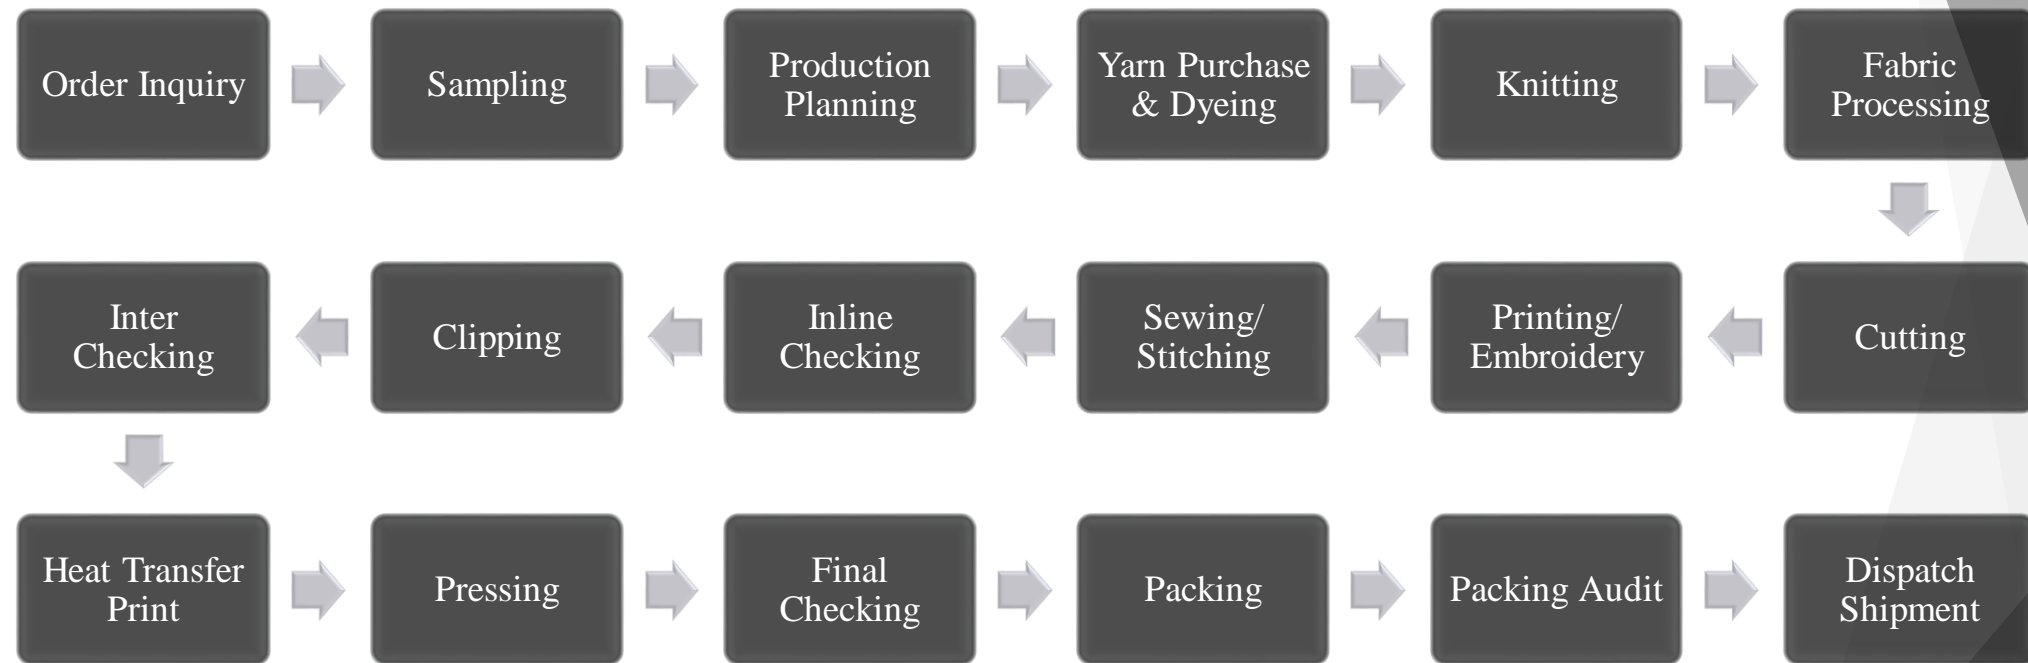 Order Inquiry
Sampling
Production
Planning
Yarn Purchase
& Dyeing
Knitting
Fabric
Processing
Cutting
Printing/
Embroidery
Sewing/
Stitching
Inline
Checking
Clipping
Inter
Checking
Heat Transfer
Print
Pressing
Final
Checking
Packing
Packing Audit
Dispatch
Shipment